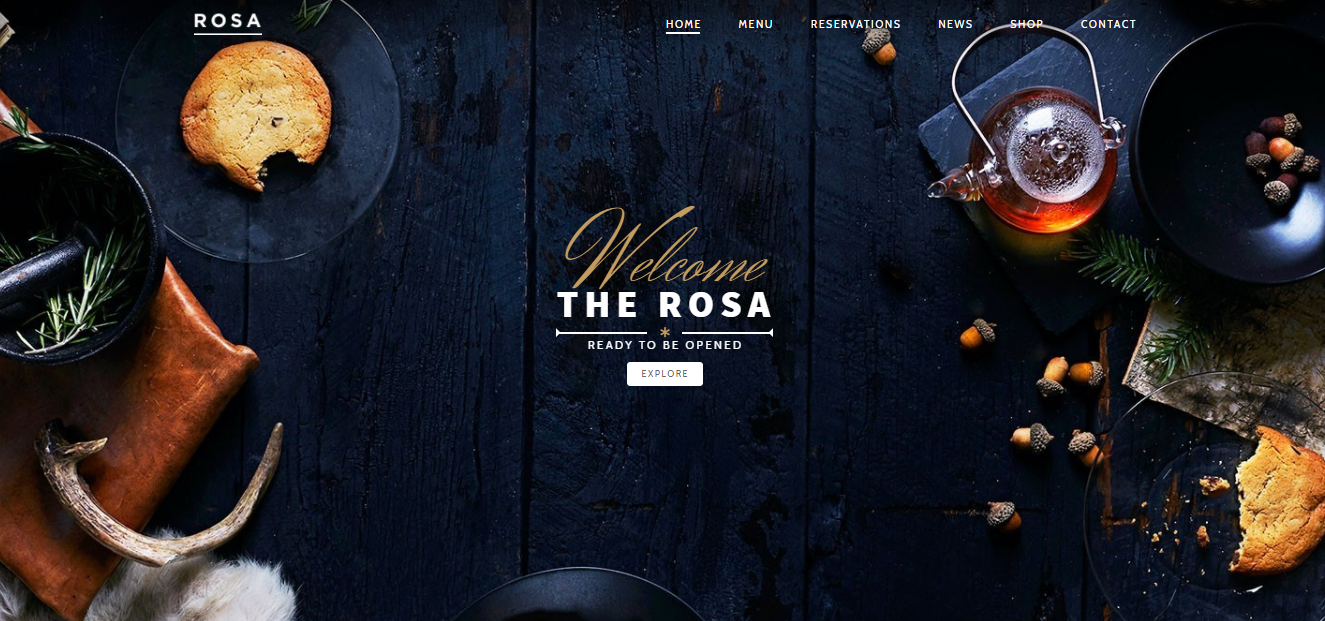 ROSA
HOME MENU RESERVATIONS NEWS SHOP CONTACT
Welcome
THE ROSA
*
READY TO BE OPENED
EXPLORE